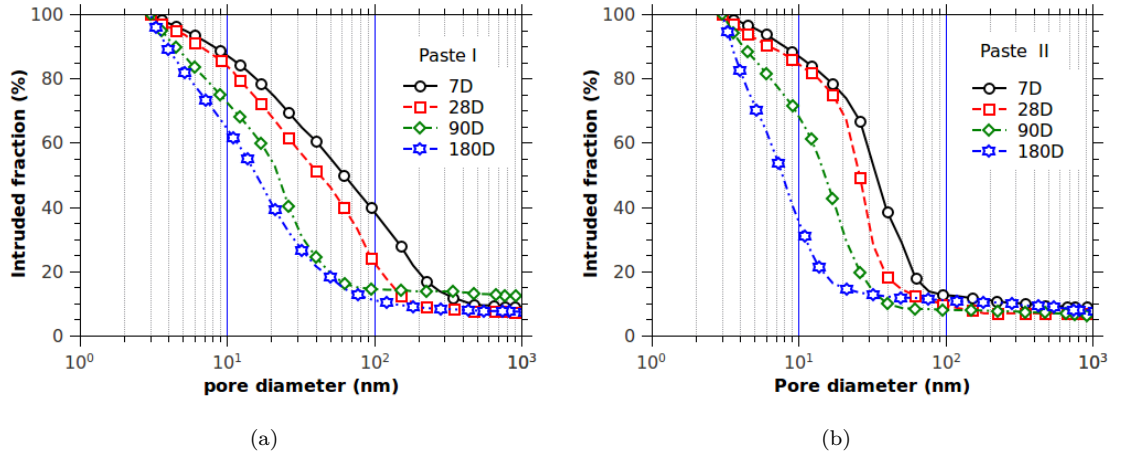 100
80
60
40
20
0
Intruded fraction (%)
Paste I
7D
28D
90D
180D
10⁰
10¹
10²
10³
pore diameter (nm)
(a)
100
80
60
40
20
0
Intruded fraction (%)
Paste II
7D
28D
90D
180D
10⁰
10¹
10²
10³
Pore diameter (nm)
(b)